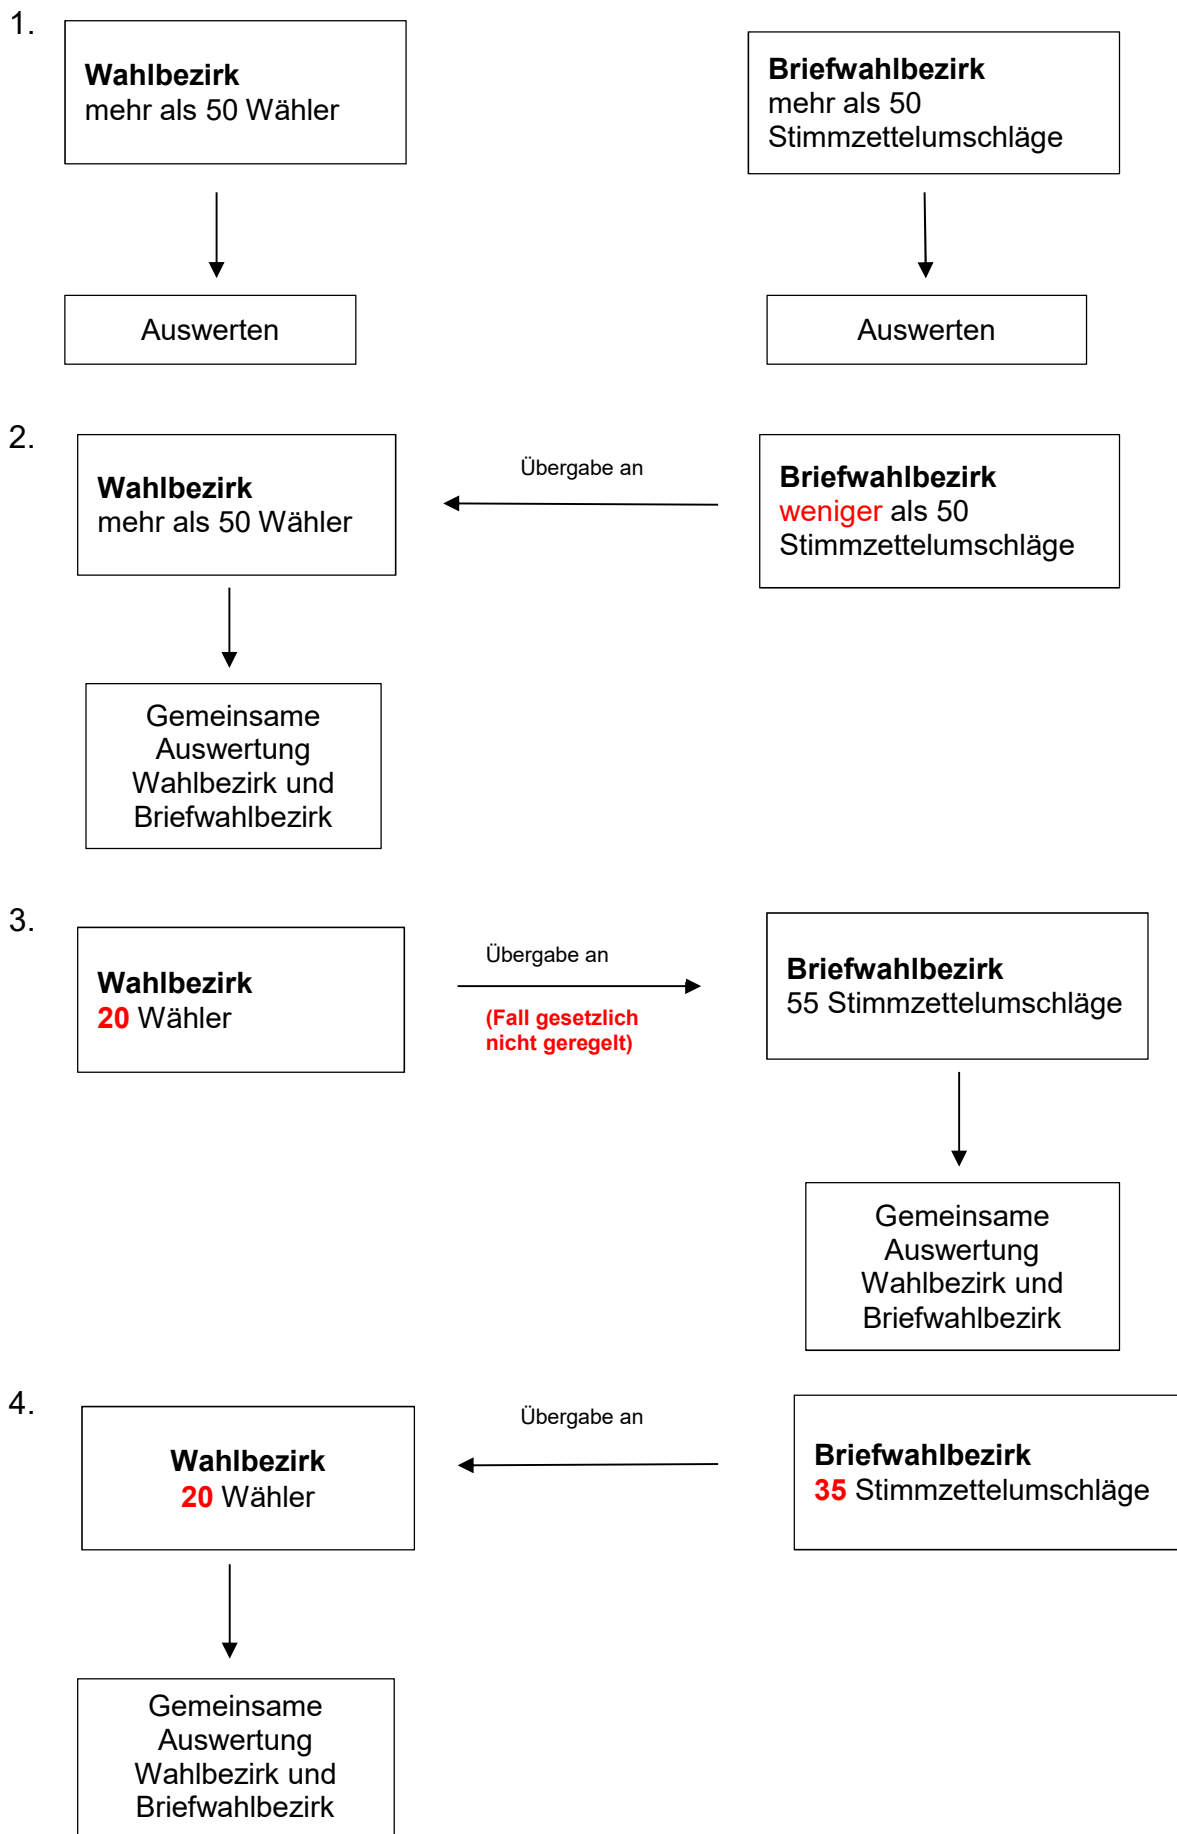 1.
Wahlbezirk
mehr als 50 Wähler
Briefwahlbezirk
mehr als 50
Stimmzettelumschläge
Auswerten
Auswerten
2.
Wahlbezirk
mehr als 50 Wähler
Übergabe an
Briefwahlbezirk
weniger als 50
Stimmzettelumschläge
Gemeinsame
Auswertung
Wahlbezirk und
Briefwahlbezirk
3.
Wahlbezirk
20 Wähler
Übergabe an
(Fall gesetzlich
nicht geregelt)
Briefwahlbezirk
55 Stimmzettelumschläge
Gemeinsame
Auswertung
Wahlbezirk und
Briefwahlbezirk
4.
Wahlbezirk
20 Wähler
Übergabe an
Briefwahlbezirk
35 Stimmzettelumschläge
Gemeinsame
Auswertung
Wahlbezirk und
Briefwahlbezirk